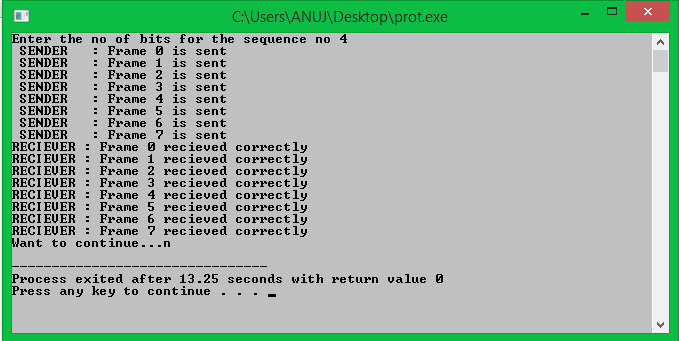 C:\Users\ANUJ\Desktop\prot.exe
Enter the no of bits for the sequence no 4
SENDER   : Frame 0 is sent
SENDER   : Frame 1 is sent
SENDER   : Frame 2 is sent
SENDER   : Frame 3 is sent
SENDER   : Frame 4 is sent
SENDER   : Frame 5 is sent
SENDER   : Frame 6 is sent
SENDER   : Frame 7 is sent
RECIEVER : Frame 0 recieved correctly
RECIEVER : Frame 1 recieved correctly
RECIEVER : Frame 2 recieved correctly
RECIEVER : Frame 3 recieved correctly
RECIEVER : Frame 4 recieved correctly
RECIEVER : Frame 5 recieved correctly
RECIEVER : Frame 6 recieved correctly
RECIEVER : Frame 7 recieved correctly
Want to continue...n
--------------------------------
Process exited after 13.25 seconds with return value 0
Press any key to continue . . . _